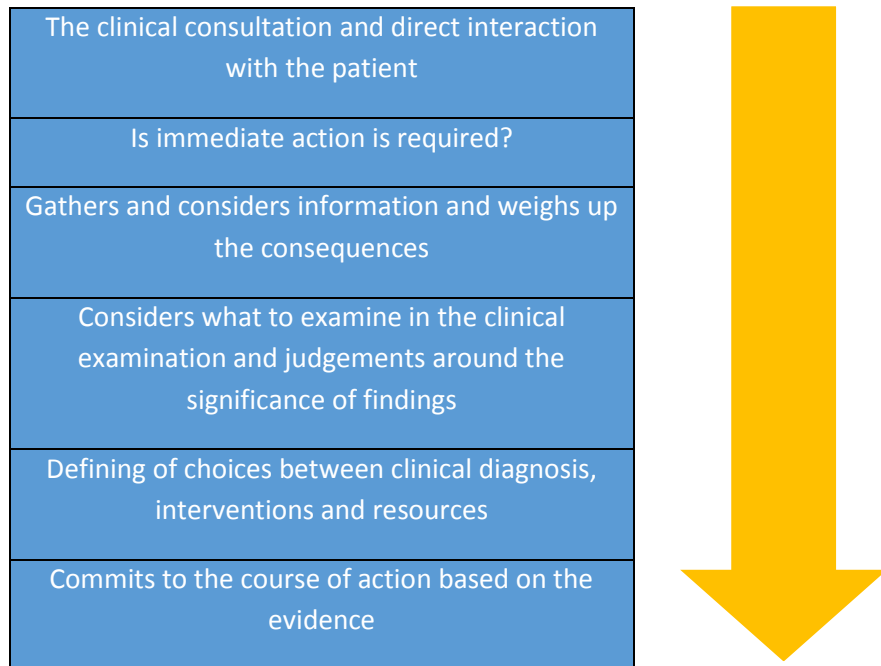 The clinical consultation and direct interaction
with the patient
Is immediate action is required?
Gathers and considers information and weighs up
the consequences
Considers what to examine in the clinical
examination and judgements around the
significance of findings
Defining of choices between clinical diagnosis,
interventions and resources
Commits to the course of action based on the
evidence